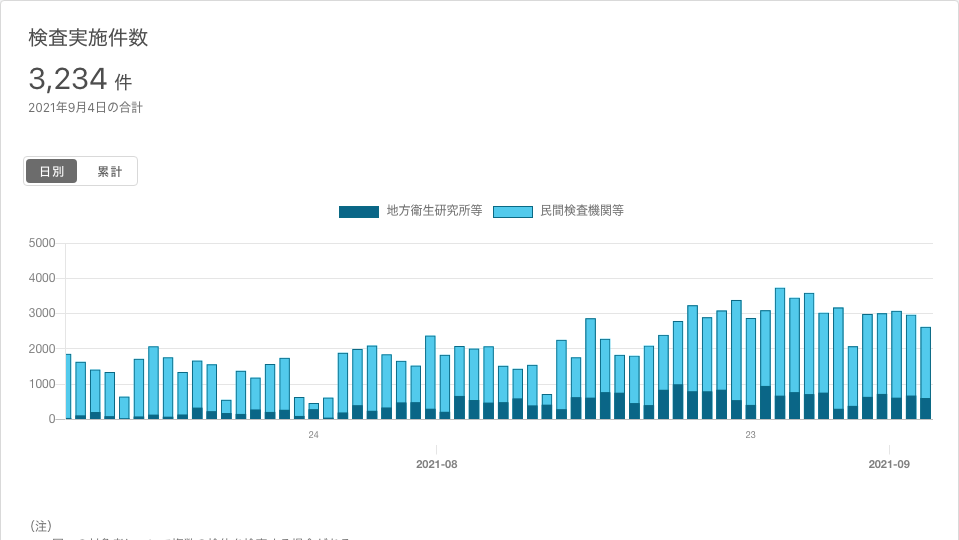 検査実施件数
3,234 件
2021年9月4日の合計
日別 累計
地方衛生研究所等 民間検査機関等
5000
4000
3000
2000
1000
0
24 23
2021-08 2021-09
（注）